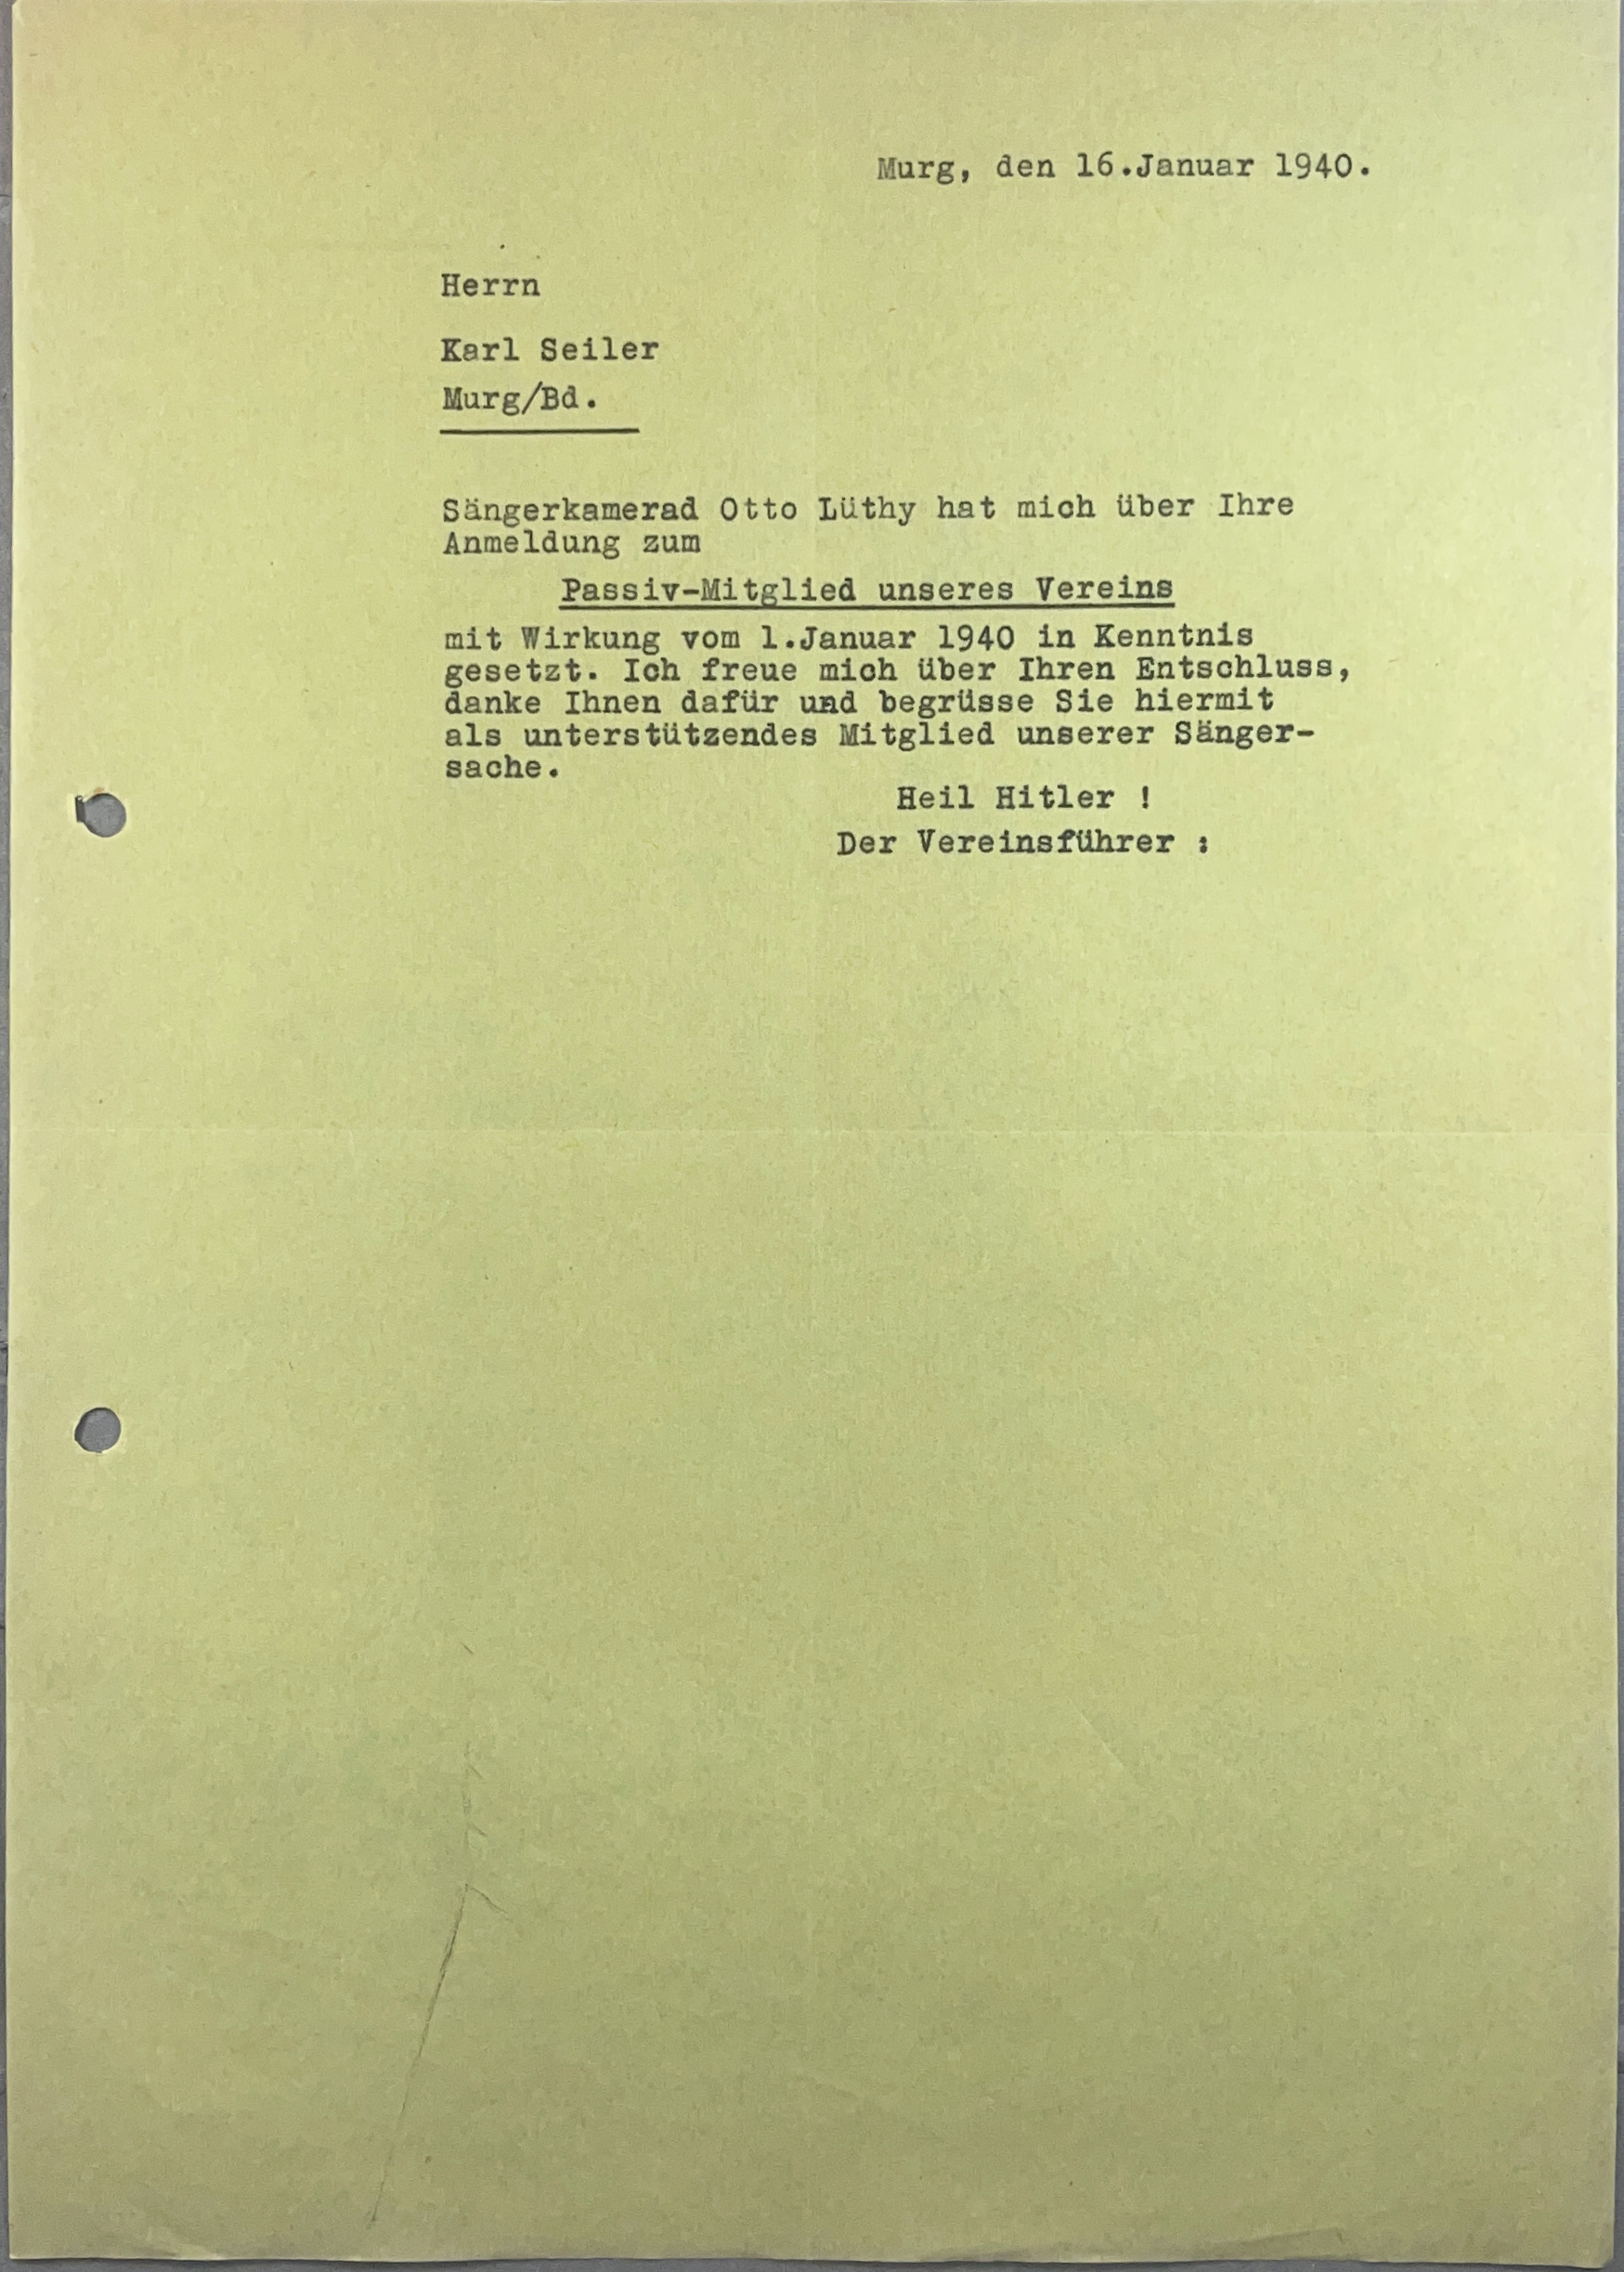 Murg, den 16.Januar 1940.
Herrn
Karl Seiler
Murg/Bd.
Sängerkamerad Otto Lüthy hat mich über Ihre
Anmeldung zum
Passiv-Mitglied unseres Vereins
mit Wirkung vom 1.Januar 1940 in Kenntnis
gesetzt. Ich freue mich über Ihren Entschluss,
danke Ihnen dafür und begrüsse Sie hiermit
als unterstützendes Mitglied unserer Sänger-
sache.
Heil Hitler !
Der Vereinsführer :